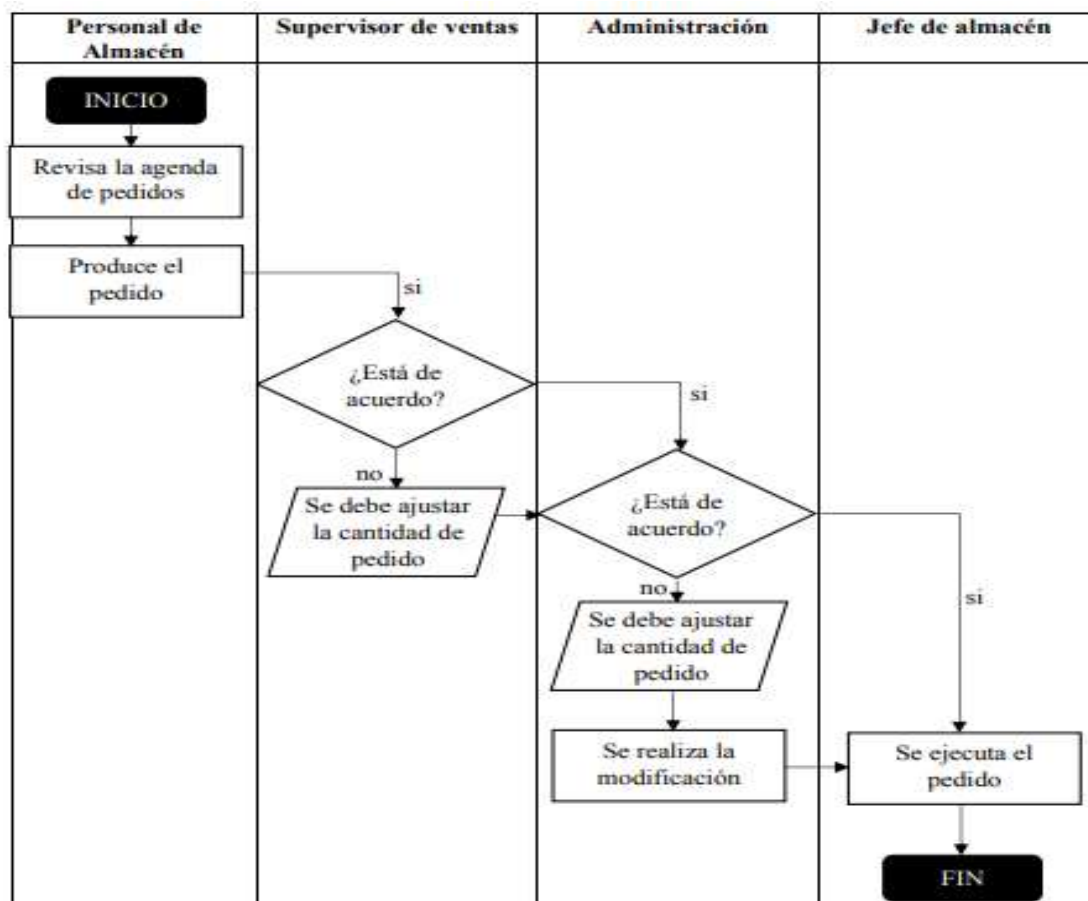 Personal de
Almacén
Supervisor de ventas
Administración
Jefe de almacén
INICIO
Revisa la agenda
de pedidos
Produce el
pedido
si
¿Está de
acuerdo?
si
no
Se debe ajustar
la cantidad de
pedido
¿Está de
acuerdo?
si
no
Se debe ajustar
la cantidad de
pedido
Se realiza la
modificación
Se ejecuta el
pedido
FIN